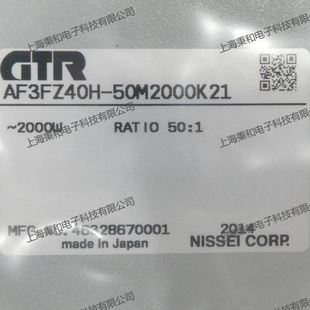 GTR
AF3FZ40H-50M2000K21
~2000W RATIO 50:1
MFG. NO.46328670001 2014
made in Japan NISSEI CORP.
上海秉和电子科技有限公司
上海秉和电子科技有限公司
上海秉和电子科技有限公司
上海秉和电子科技有限公司